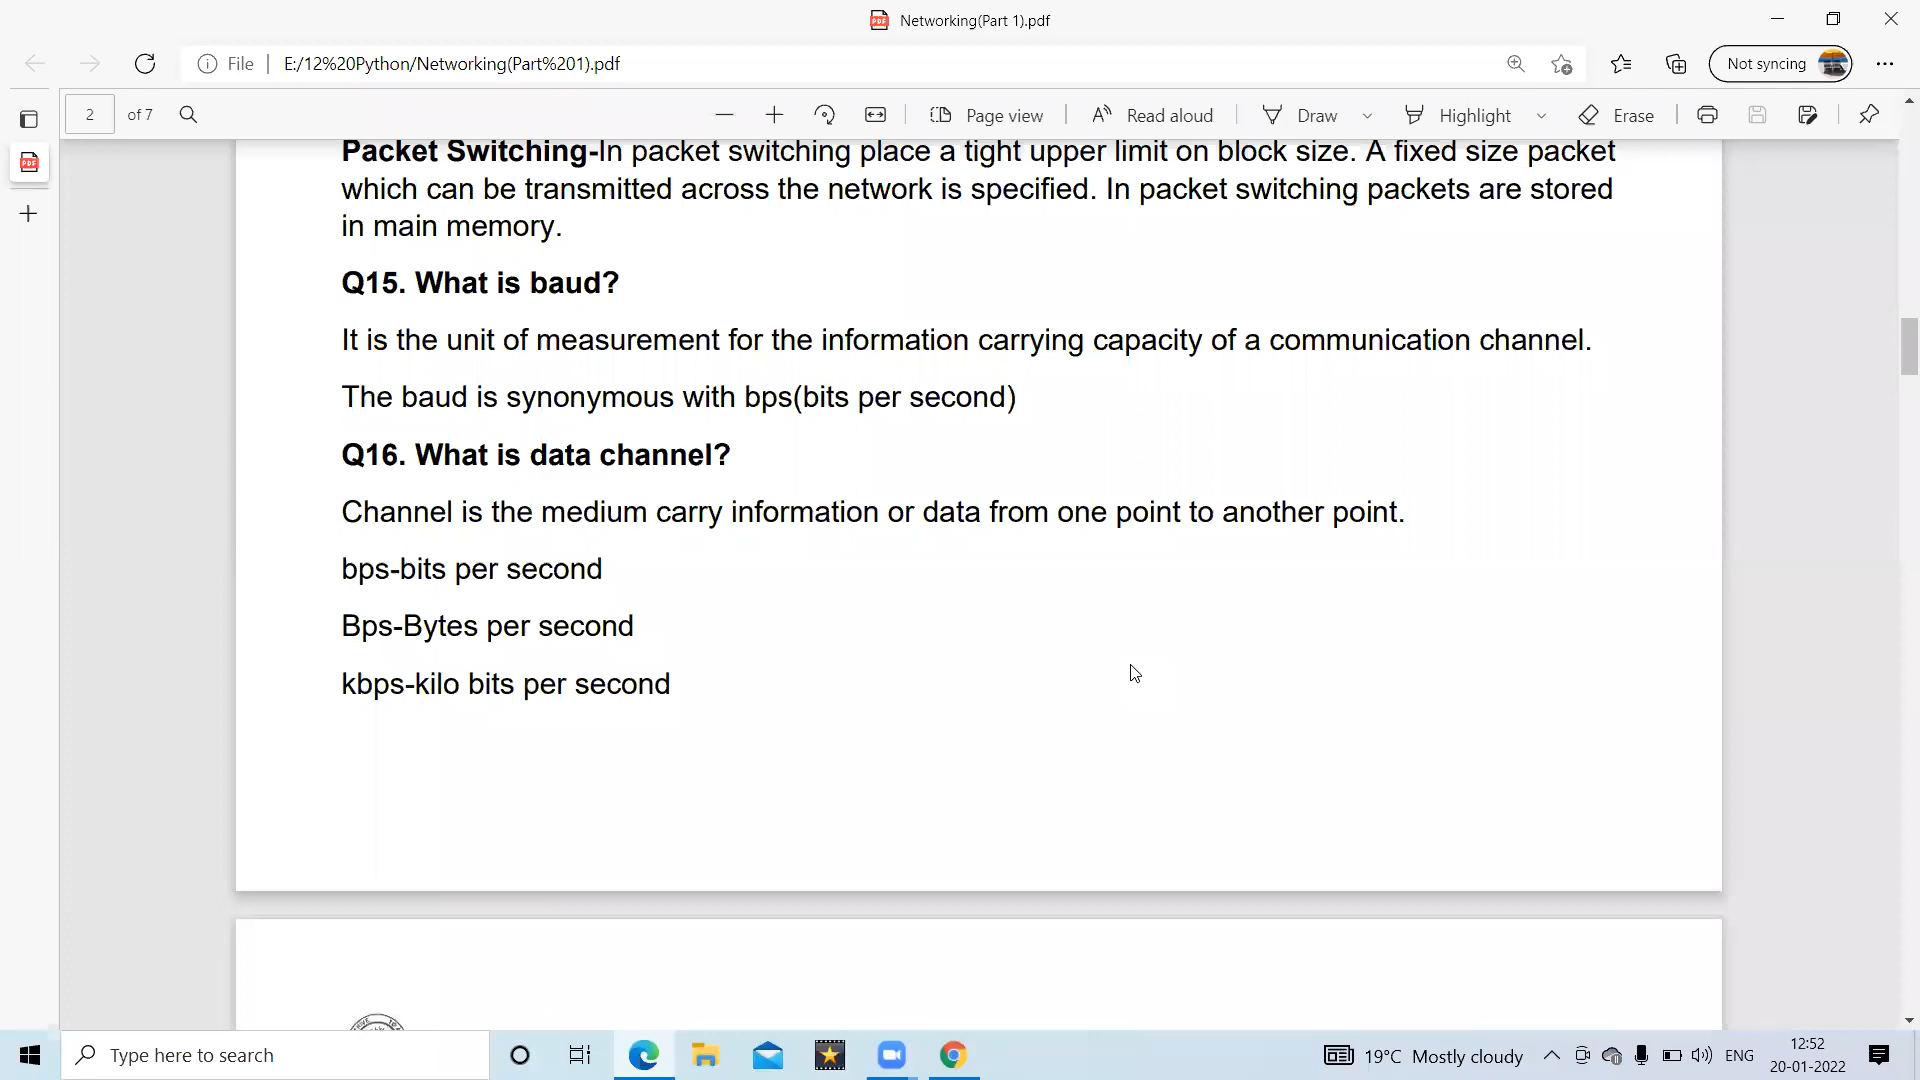 Networking(Part 1).pdf
File
E:/12%20Python/Networking(Part%201).pdf
Not syncing
2 of 7
Page view
Read aloud
Draw
Highlight
Erase
Packet Switching-In packet switching place a tight upper limit on block size. A fixed size packet
which can be transmitted across the network is specified. In packet switching packets are stored
in main memory.
Q15. What is baud?
It is the unit of measurement for the information carrying capacity of a communication channel.
The baud is synonymous with bps(bits per second)
Q16. What is data channel?
Channel is the medium carry information or data from one point to another point.
bps-bits per second
Bps-Bytes per second
kbps-kilo bits per second
Type here to search
19°C Mostly cloudy
ENG
12:52
20-01-2022